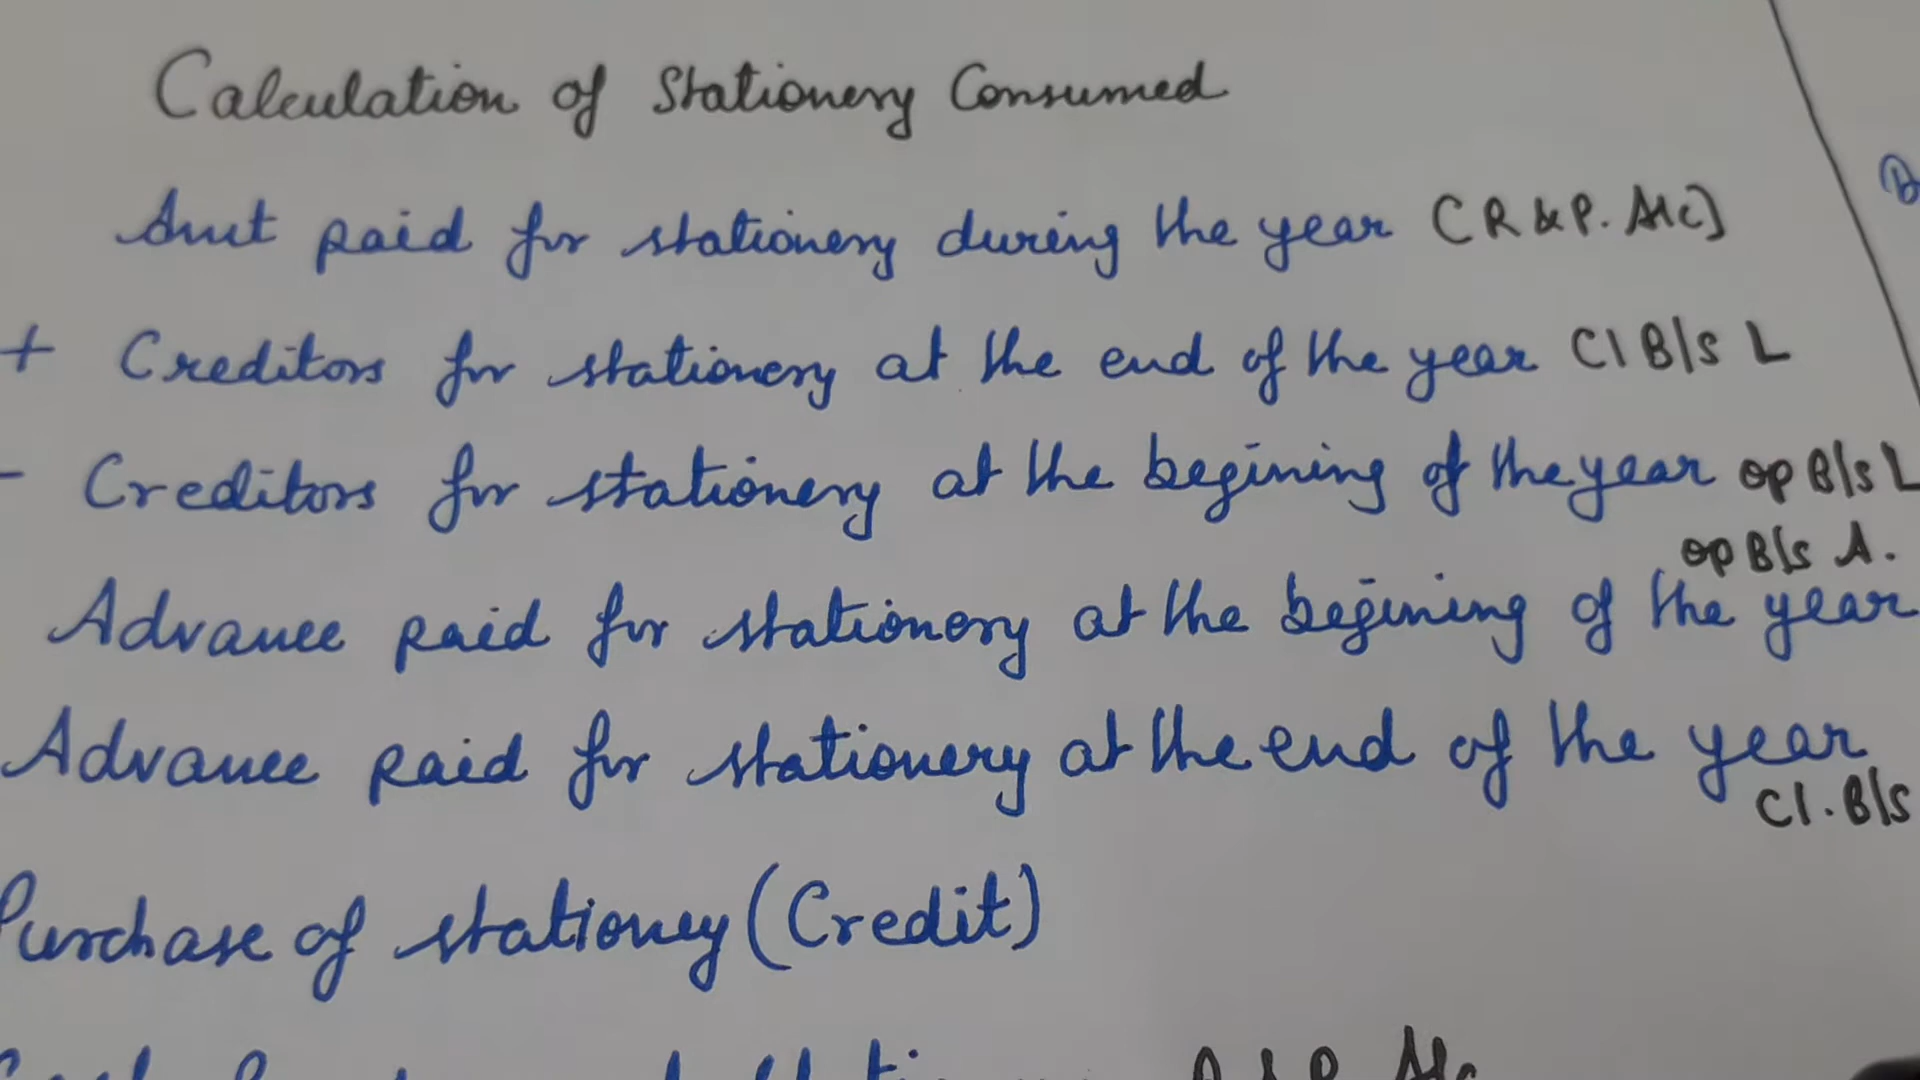 Calculation of Stationery Consumed
Amt paid for stationery during the year (R & P. A/c)
+ Creditors for stationery at the end of the year Cl B/s L
- Creditors for stationery at the begining of the year op B/s L
op B/s A.
Advance paid for stationery at the begining of the year
Advance paid for stationery at the end of the year
Cl. B/s
Purchase of stationey (Credit)
R & P A/c